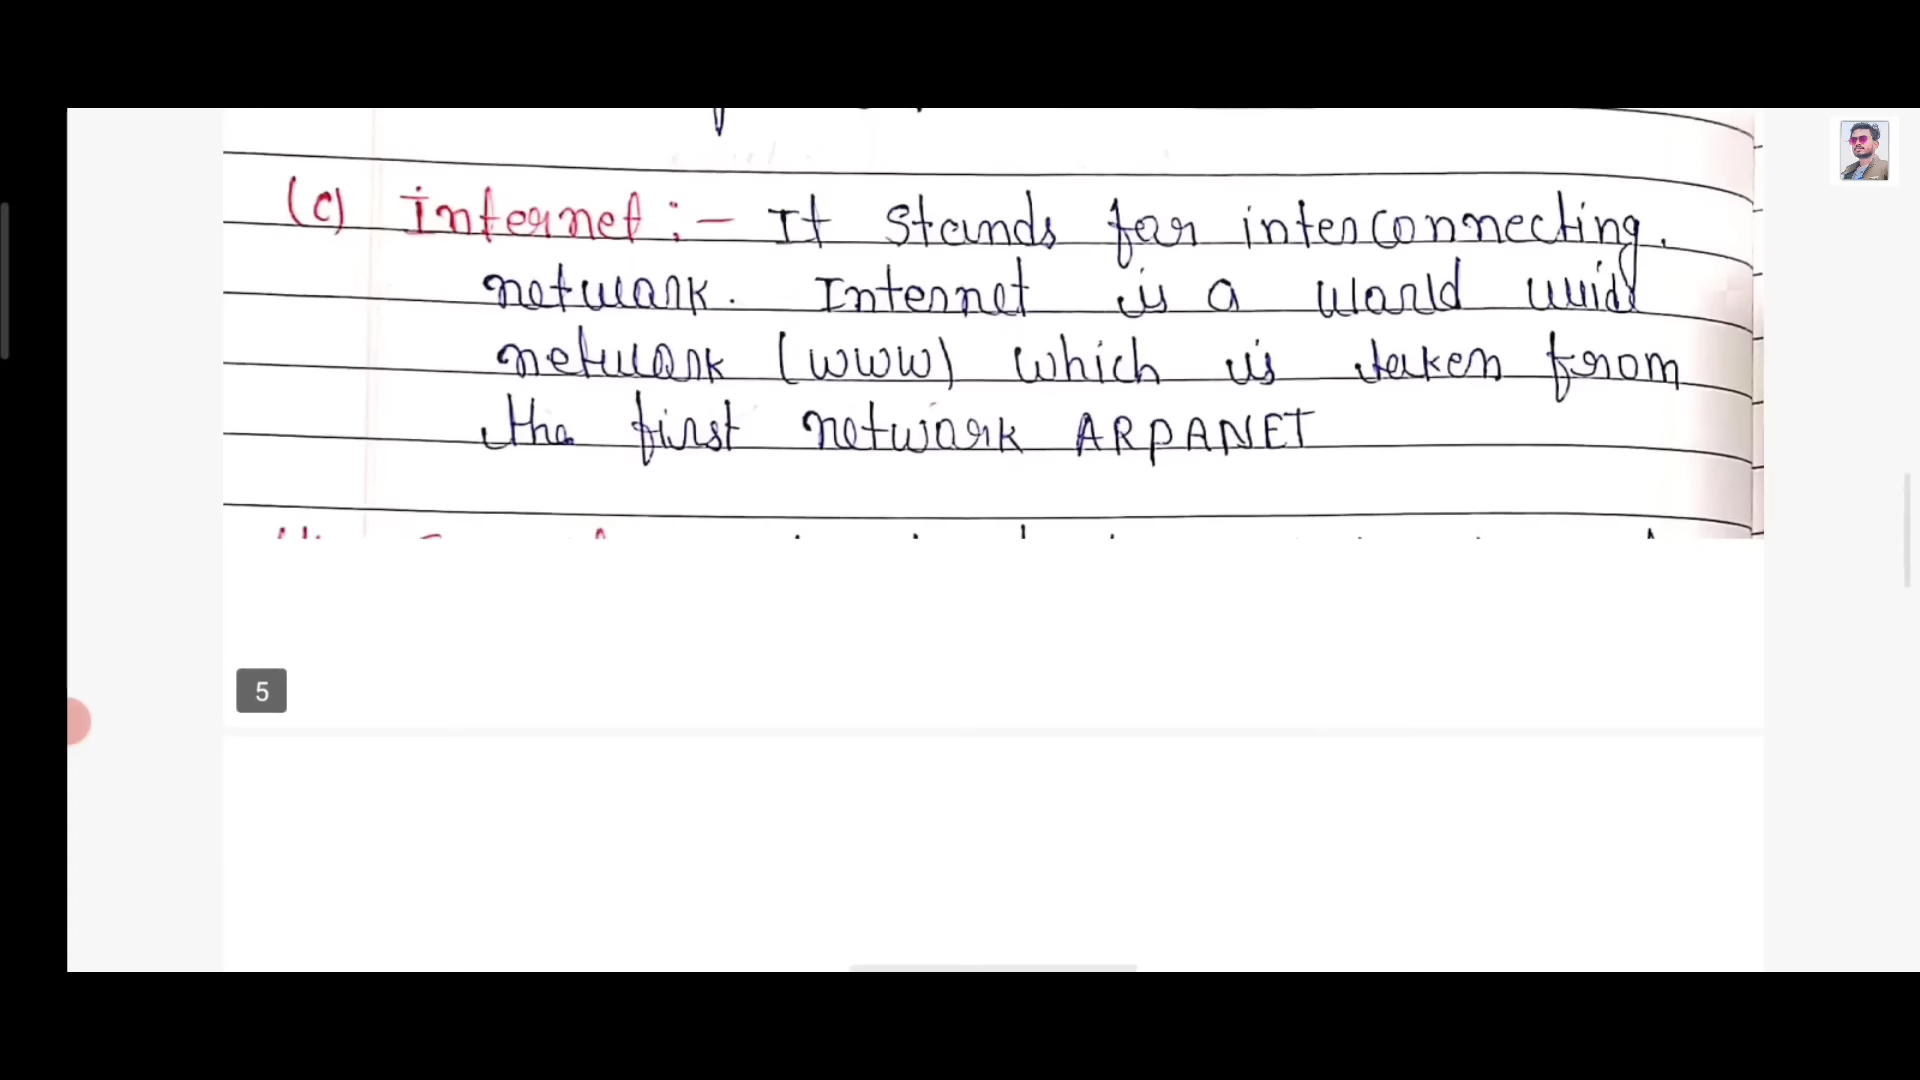 (c) Internet :- It stands for interconnecting.
network. Internet is a world wide
network (www) which is taken from
the first network ARPANET
5